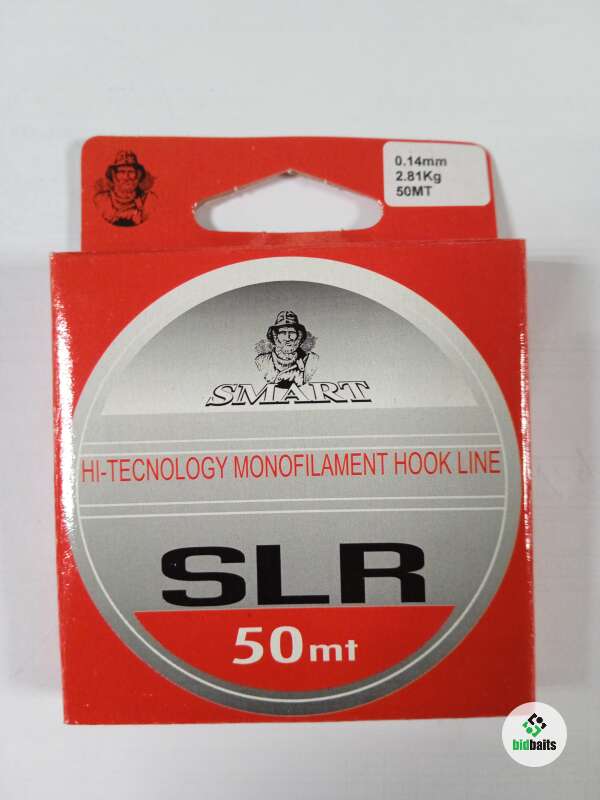 0.14mm
2.81Kg
50MT
SMART
HI-TECNOLOGY MONOFILAMENT HOOK LINE
SLR
50mt
bidbaits